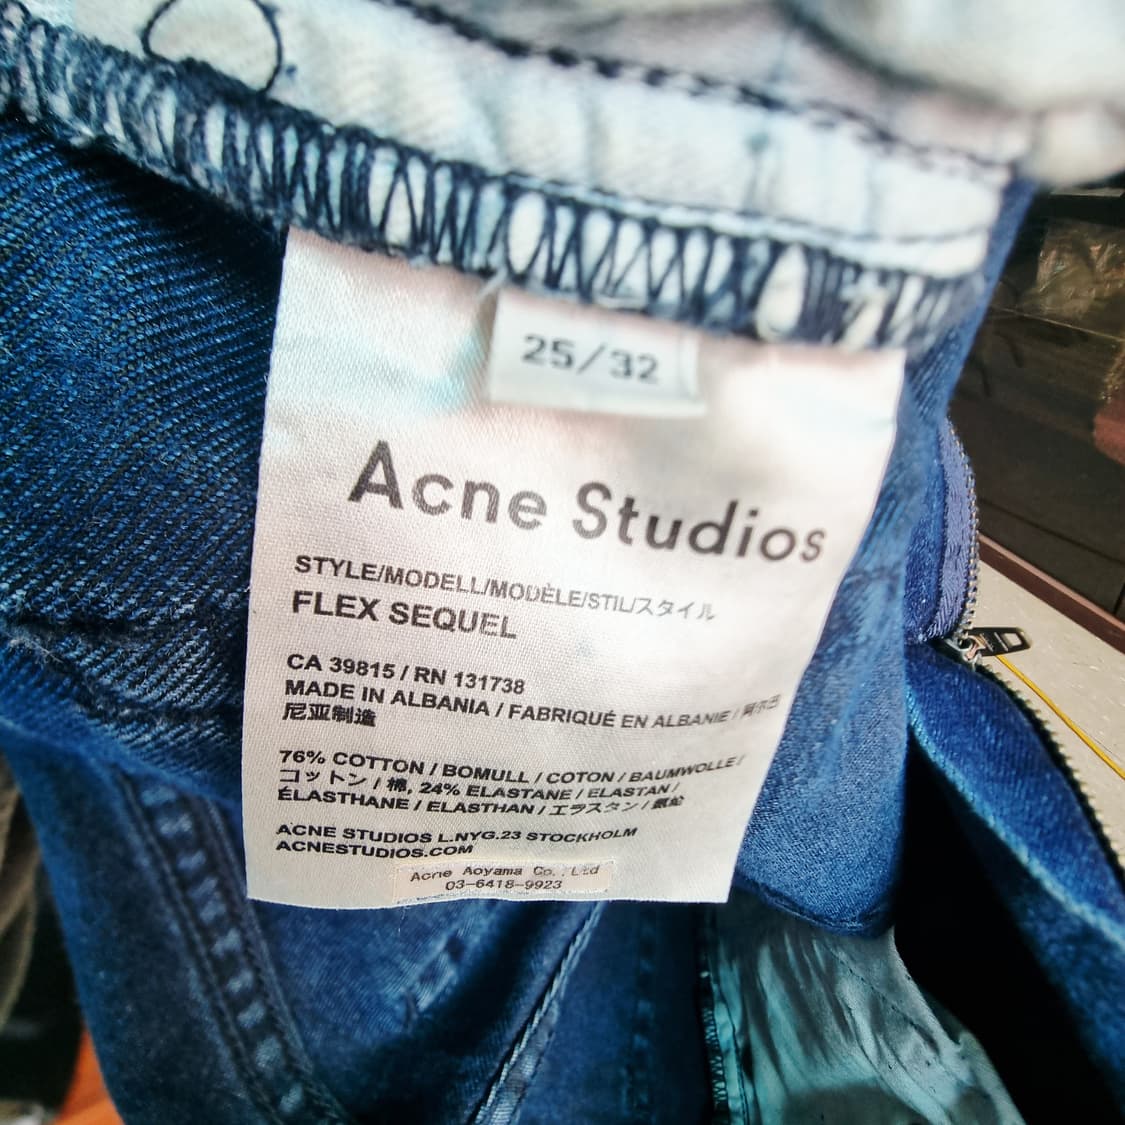 25/32
Acne Studios
STYLE/MODELL/MODÈLE/STIL/スタイル
FLEX SEQUEL
CA 39815 / RN 131738
MADE IN ALBANIA / FABRIQUÉ EN ALBANIE / 阿尔巴
尼亚制造
76% COTTON / BOMULL / COTON / BAUMWOLLE /
コットン / 棉, 24% ELASTANE / ELASTAN /
ÉLASTHANE / ELASTHAN / エラスタン /
ACNE STUDIOS L.NYG.23 STOCKHOLM
ACNESTUDIOS.COM
Acne Aoyama Co., Ltd
03-6418-9923